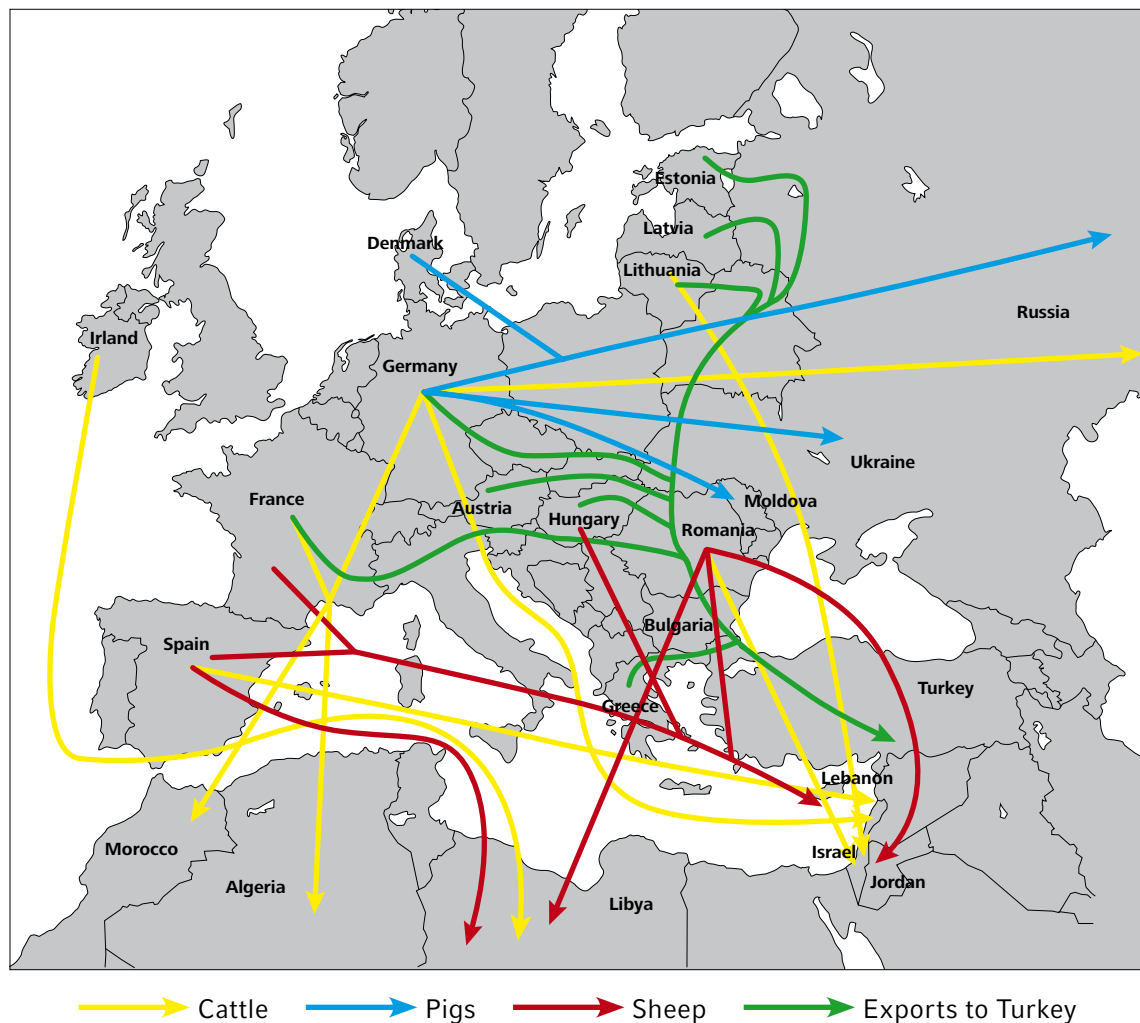 Estonia
Latvia
Denmark
Lithuania
Russia
Irland
Germany
Ukraine
France
Moldova
Austria
Hungary
Romania
Bulgaria
Spain
Turkey
Greece
Lebanon
Morocco
Israel
Jordan
Algeria
Libya
Cattle Pigs Sheep Exports to Turkey